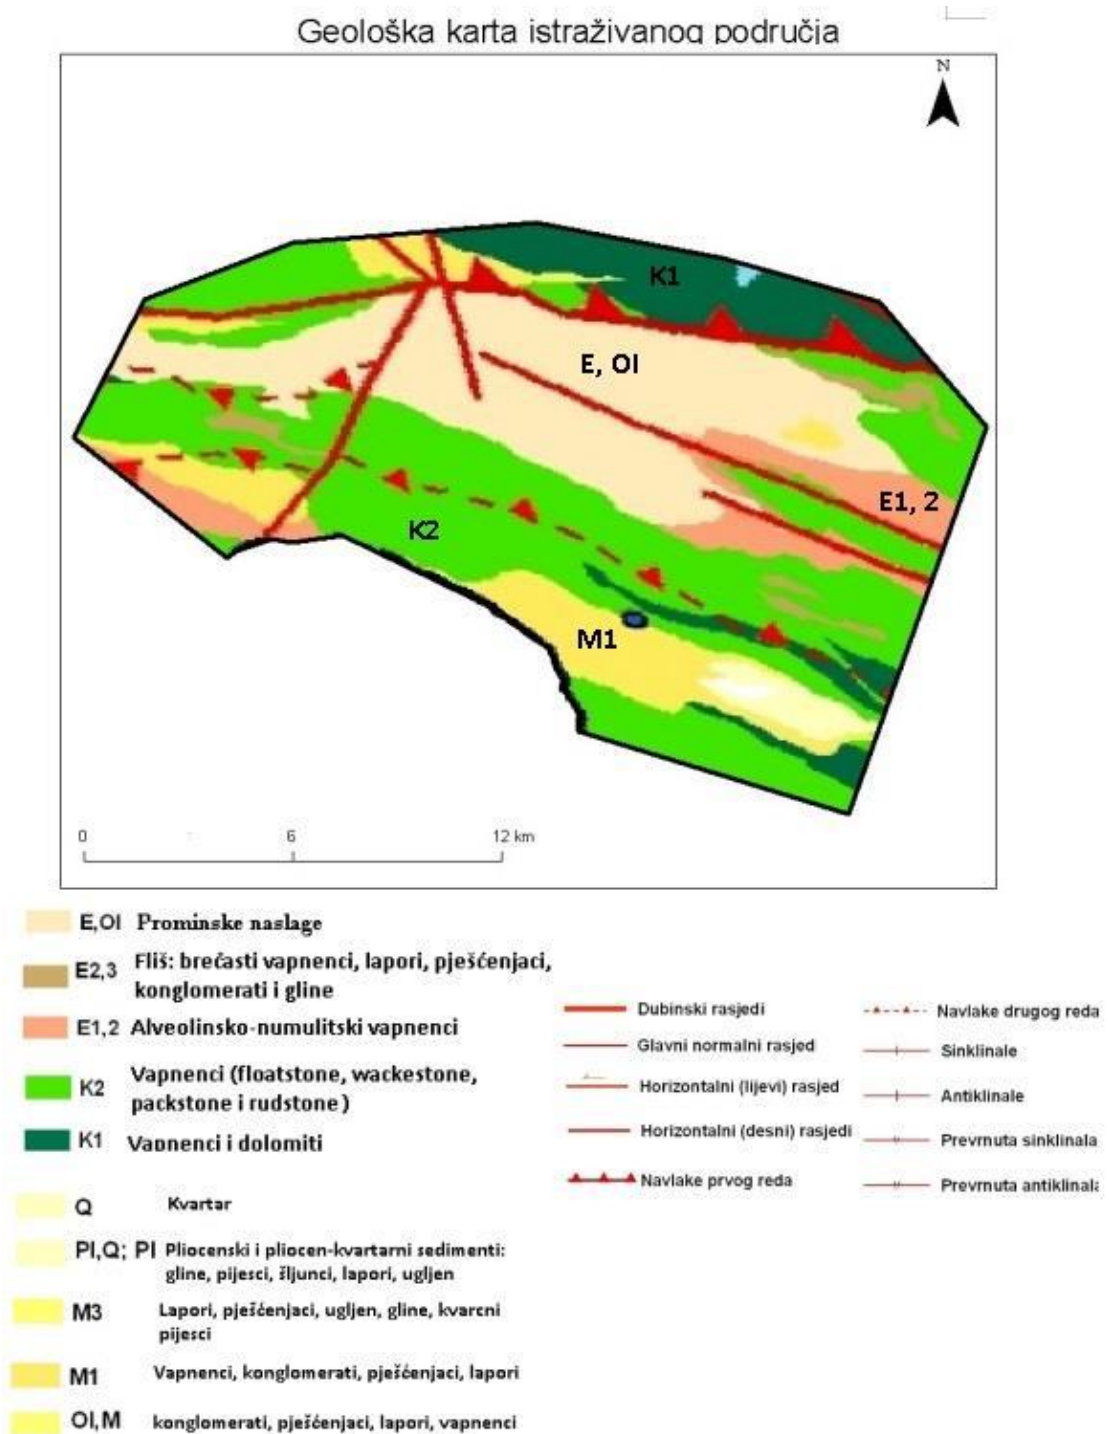 Geološka karta istraživanog područja
N
K1
E, Ol
E1, 2
K2
M1
0 6 12 km
E,Ol Prominske naslage
E2,3 Fliš: brečasti vapnenci, lapori, pješćenjaci,
konglomerati i gline
E1,2 Alveolinsko-numulitski vapnenci
K2 Vapnenci (floatstone, wackestone,
packstone i rudstone )
K1 Vapnenci i dolomiti
Q Kvartar
Pl,Q; Pl Pliocenski i pliocen-kvartarni sedimenti:
gline, pijesci, šljunci, lapori, ugljen
M3 Lapori, pješćenjaci, ugljen, gline, kvarcni
pijesci
M1 Vapnenci, konglomerati, pješćenjaci, lapori
Ol,M konglomerati, pješćenjaci, lapori, vapnenci
Dubinski rasjedi
Glavni normalni rasjed
Horizontalni (lijevi) rasjed
Horizontalni (desni) rasjedi
Navlake prvog reda
Navlake drugog reda
Sinklinale
Antiklinale
Prevrnuta sinklinala
Prevrnuta antiklinala